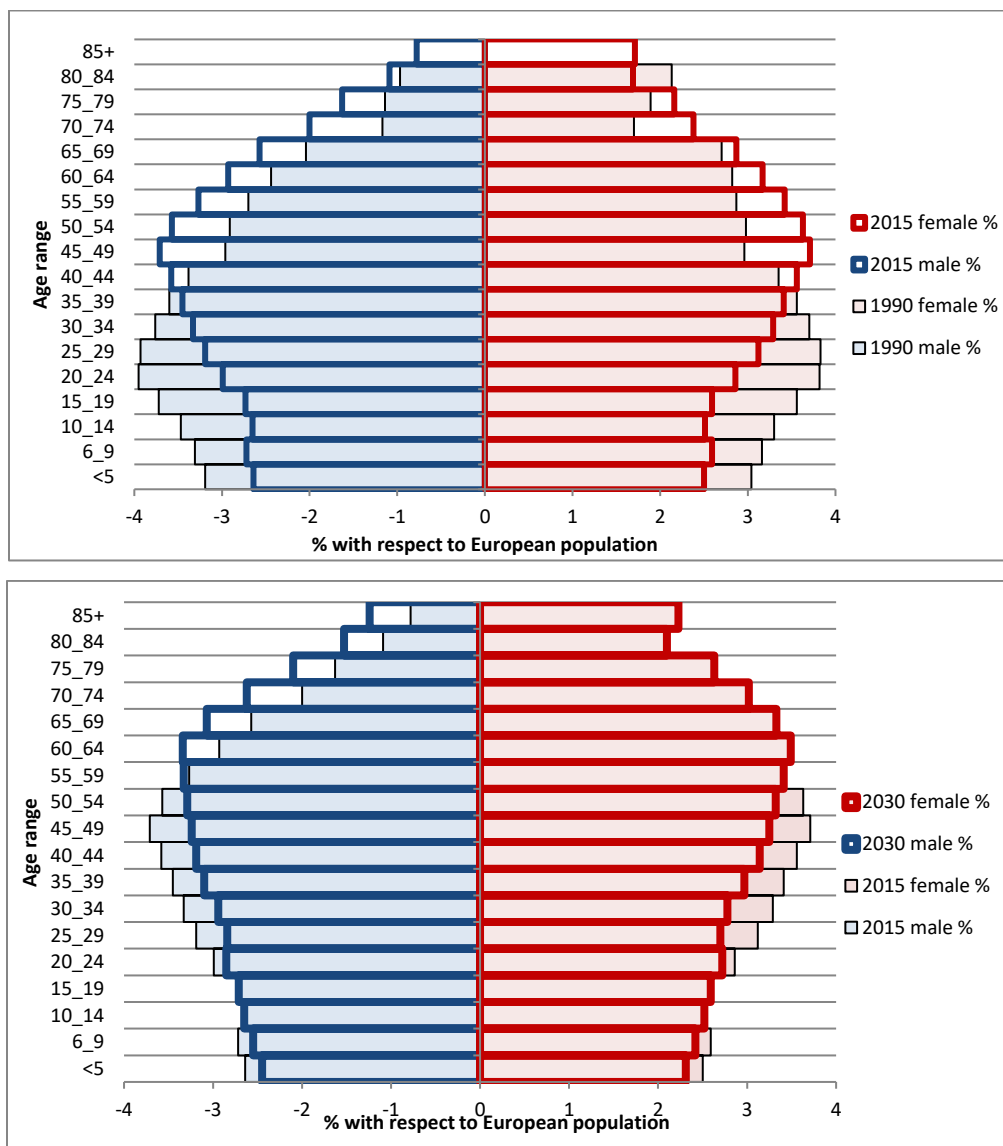 85+
80_84
75_79
70_74
65_69
60_64
55_59
50_54
45_49
40_44
35_39
30_34
25_29
20_24
15_19
10_14
6_9
<5
Age range
-4 -3 -2 -1 0 1 2 3 4
% with respect to European population
2015 female %
2015 male %
1990 female %
1990 male %
85+
80_84
75_79
70_74
65_69
60_64
55_59
50_54
45_49
40_44
35_39
30_34
25_29
20_24
15_19
10_14
6_9
<5
Age range
-4 -3 -2 -1 0 1 2 3 4
% with respect to European population
2030 female %
2030 male %
2015 female %
2015 male %